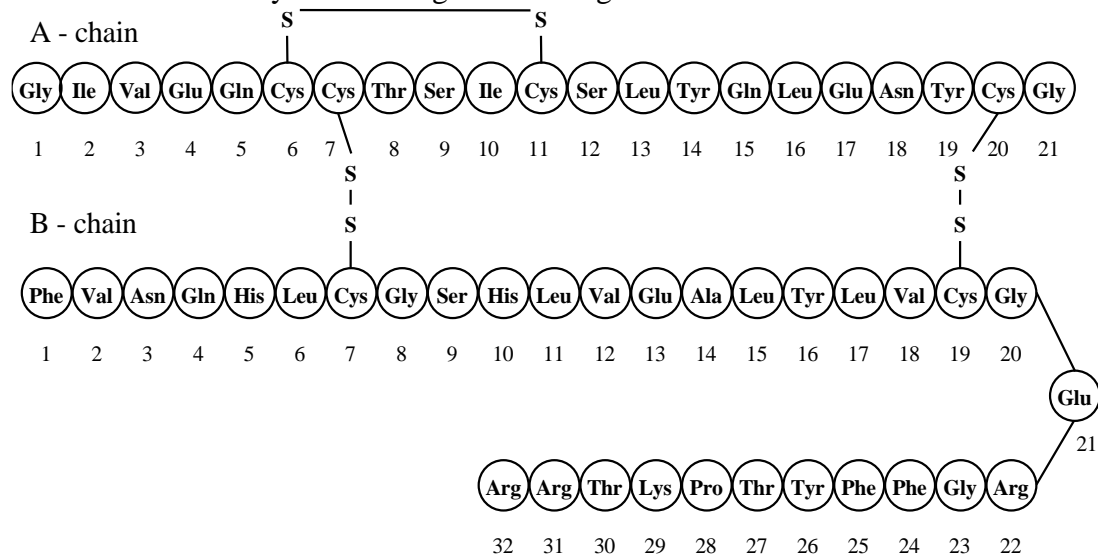 S S
A - chain
Gly Ile Val Glu Gln Cys Cys Thr Ser Ile Cys Ser Leu Tyr Gln Leu Glu Asn Tyr Cys Gly
1 2 3 4 5 6 7 8 9 10 11 12 13 14 15 16 17 18 19 20 21
S S
S S
B - chain
Phe Val Asn Gln His Leu Cys Gly Ser His Leu Val Glu Ala Leu Tyr Leu Val Cys Gly
1 2 3 4 5 6 7 8 9 10 11 12 13 14 15 16 17 18 19 20
Glu
21
Arg Arg Thr Lys Pro Thr Tyr Phe Phe Gly Arg
32 31 30 29 28 27 26 25 24 23 22